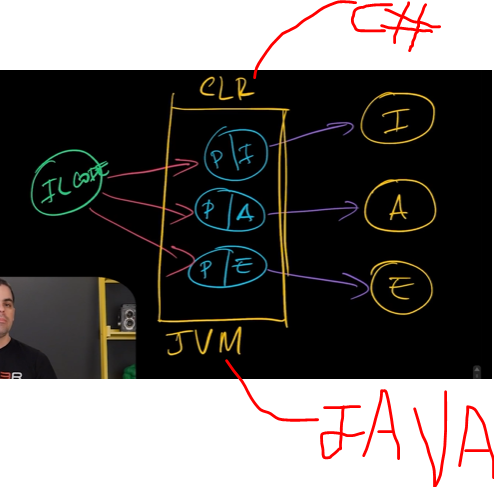 C#
CLR
P | I
I
IL CODE
P | A
A
P | E
E
JVM
JAVA